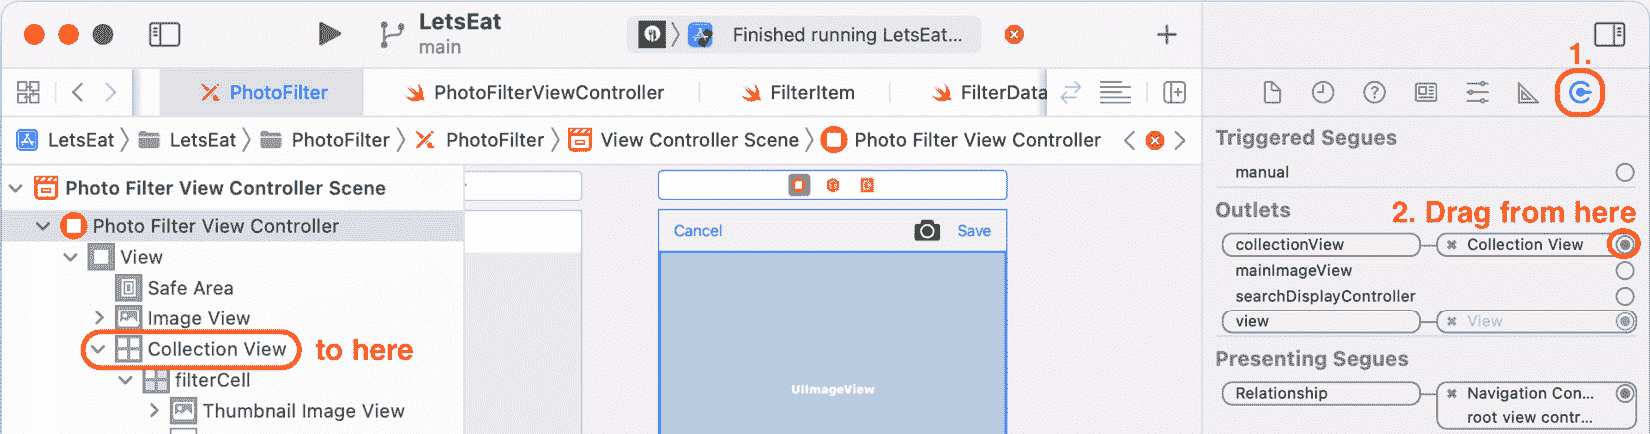 LetsEat
main
Finished running LetsEat...
1.
PhotoFilter
PhotoFilterViewController
FilterItem
FilterData
LetsEat
LetsEat
PhotoFilter
PhotoFilter
View Controller Scene
Photo Filter View Controller
Photo Filter View Controller Scene
Photo Filter View Controller
View
Safe Area
Image View
Collection View
to here
filterCell
Thumbnail Image View
Cancel
Save
UIImageView
Triggered Segues
manual
Outlets
2. Drag from here
collectionView
Collection View
mainImageView
searchDisplayController
view
View
Presenting Segues
Relationship
Navigation Con...
root view contr...